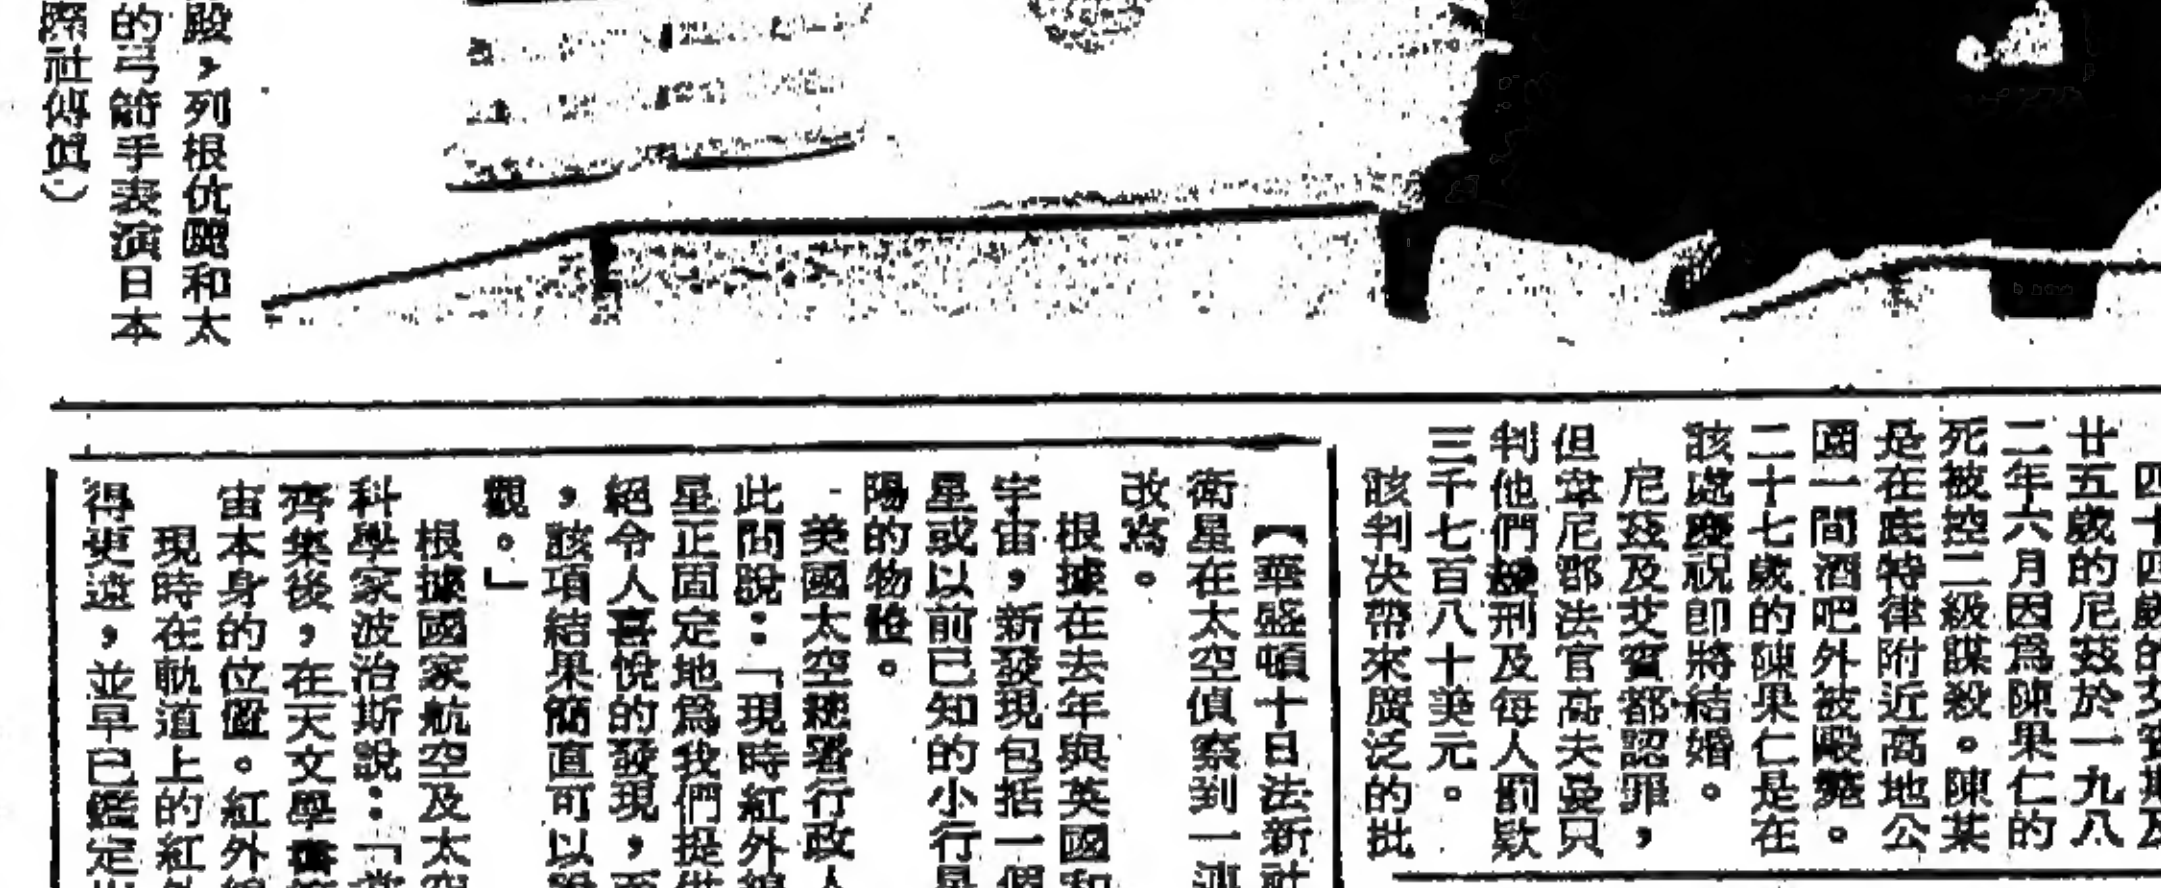 殿，列根伉儷和太
的弓箭手表演日本
際社傳眞）
四十四歲的艾賓斯及
廿五歲的尼茲於一九八
二年六月因爲陳果仁的
死被控二級謀殺。陳某
是在底特律附近高地公
園一間酒吧外被毆斃。
二十七歲的陳果仁是在
該處慶祝即將結婚。
尼茲及艾賓都認罪，
但韋尼郡法官高夫曼只
判他們緩刑及每人罰欵
三千七百八十美元。
該判决帶來廣泛的批
【華盛頓十日法新社
衛星在太空偵察到一
改寫。
根據在去年與英國和
宇宙，新發現包括一個
星或以前已知的小行星
陽的物體。
美國太空總署行政人
此間說：「現時紅外線
星正固定地爲我們提供
絕令人喜悅的發現，而
，該項結果簡直可以說
觀。」
根據國家航空及太空
科學家波治斯說：「當
齊集後，在天文學書
宙本身的位置。紅外線
現時在軌道上的紅外
得更遠，並早已鑑定出